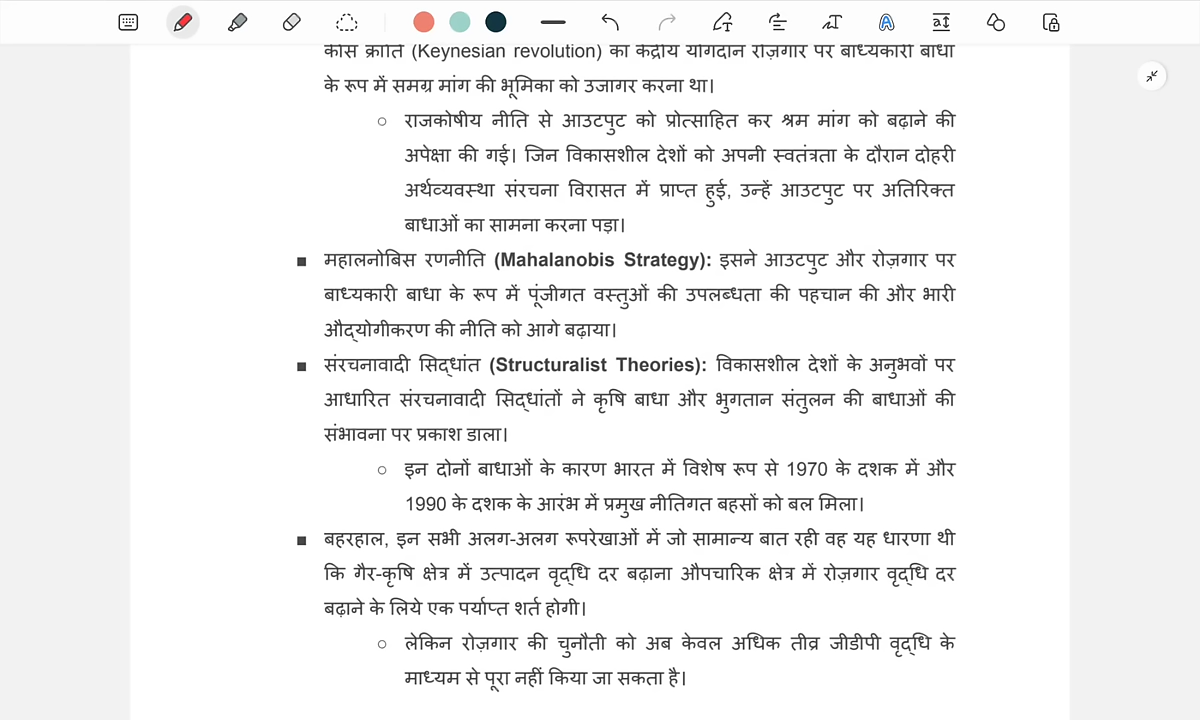 कीस क्रांति (Keynesian revolution) का केंद्रीय योगदान रोज़गार पर बाध्यकारी बाधा
के रूप में समग्र मांग की भूमिका को उजागर करना था।
○ राजकोषीय नीति से आउटपुट को प्रोत्साहित कर श्रम मांग को बढ़ाने की
अपेक्षा की गई। जिन विकासशील देशों को अपनी स्वतंत्रता के दौरान दोहरी
अर्थव्यवस्था संरचना विरासत में प्राप्त हुई, उन्हें आउटपुट पर अतिरिक्त
बाधाओं का सामना करना पड़ा।
■ महालनोबिस रणनीति (Mahalanobis Strategy): इसने आउटपुट और रोज़गार पर
बाध्यकारी बाधा के रूप में पूंजीगत वस्तुओं की उपलब्धता की पहचान की और भारी
औद्योगीकरण की नीति को आगे बढ़ाया।
■ संरचनावादी सिद्धांत (Structuralist Theories): विकासशील देशों के अनुभवों पर
आधारित संरचनावादी सिद्धांतों ने कृषि बाधा और भुगतान संतुलन की बाधाओं की
संभावना पर प्रकाश डाला।
○ इन दोनों बाधाओं के कारण भारत में विशेष रूप से 1970 के दशक में और
1990 के दशक के आरंभ में प्रमुख नीतिगत बहसों को बल मिला।
■ बहरहाल, इन सभी अलग-अलग रूपरेखाओं में जो सामान्य बात रही वह यह धारणा थी
कि गैर-कृषि क्षेत्र में उत्पादन वृद्धि दर बढ़ाना औपचारिक क्षेत्र में रोज़गार वृद्धि दर
बढ़ाने के लिये एक पर्याप्त शर्त होगी।
○ लेकिन रोज़गार की चुनौती को अब केवल अधिक तीव्र जीडीपी वृद्धि के
माध्यम से पूरा नहीं किया जा सकता है।